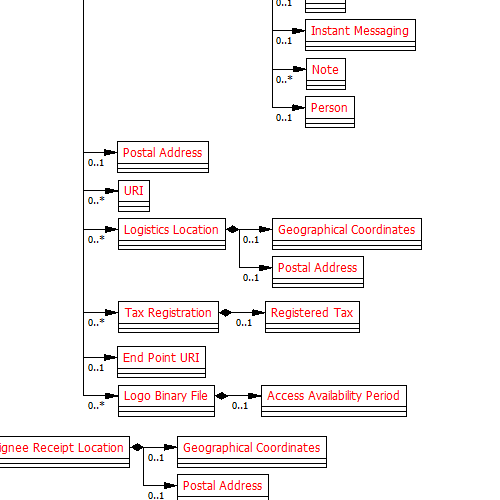 0..1
Instant Messaging
0..1
Note
0..*
Person
0..1
Postal Address
0..1
URI
0..*
Logistics Location
Geographical Coordinates
0..*
0..1
Postal Address
0..1
Tax Registration
Registered Tax
0..*
0..1
End Point URI
0..1
Logo Binary File
Access Availability Period
0..*
0..1
ignee Receipt Location
Geographical Coordinates
0..1
Postal Address
0..1